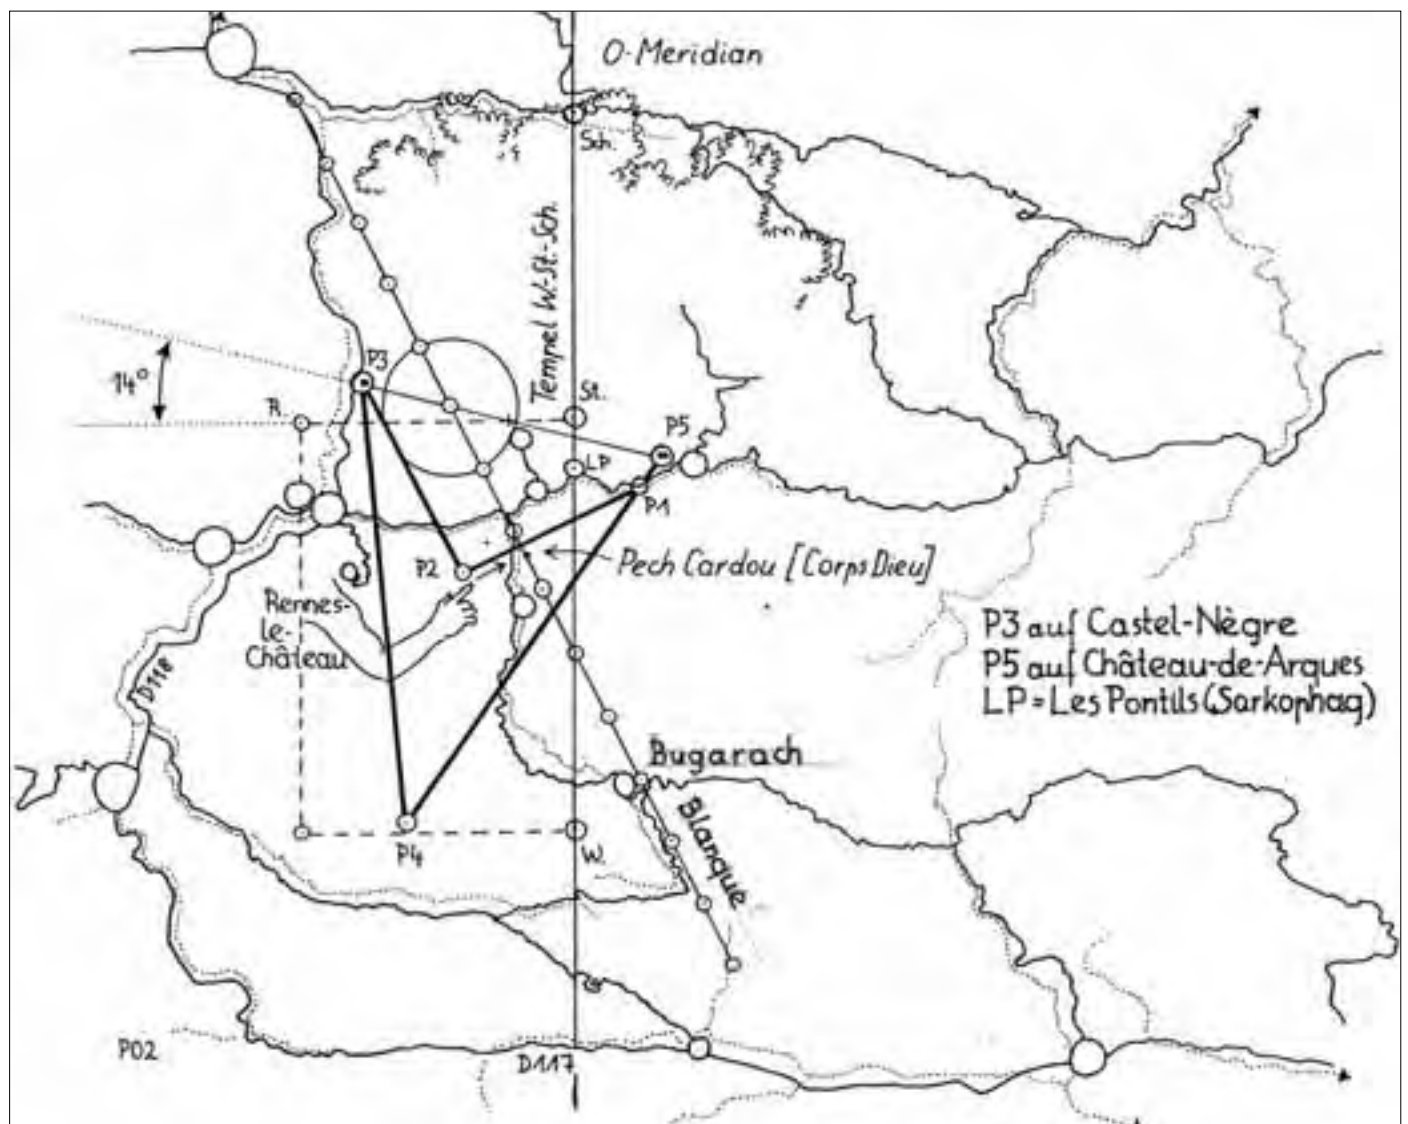 O-Meridian
Sch.
Tempel W.-St.-Sch.
14°
P3
R.
St.
P5
LP
P1
P2
Pech Cardou [Corps Dieu]
Rennes-
le-
Château
P3 auf Castel-Nègre
P5 auf Château-de-Arques
LP=Les Pontils (Sarkophag)
D118
Bugarach
Blanque
P4
W.
P02
D117